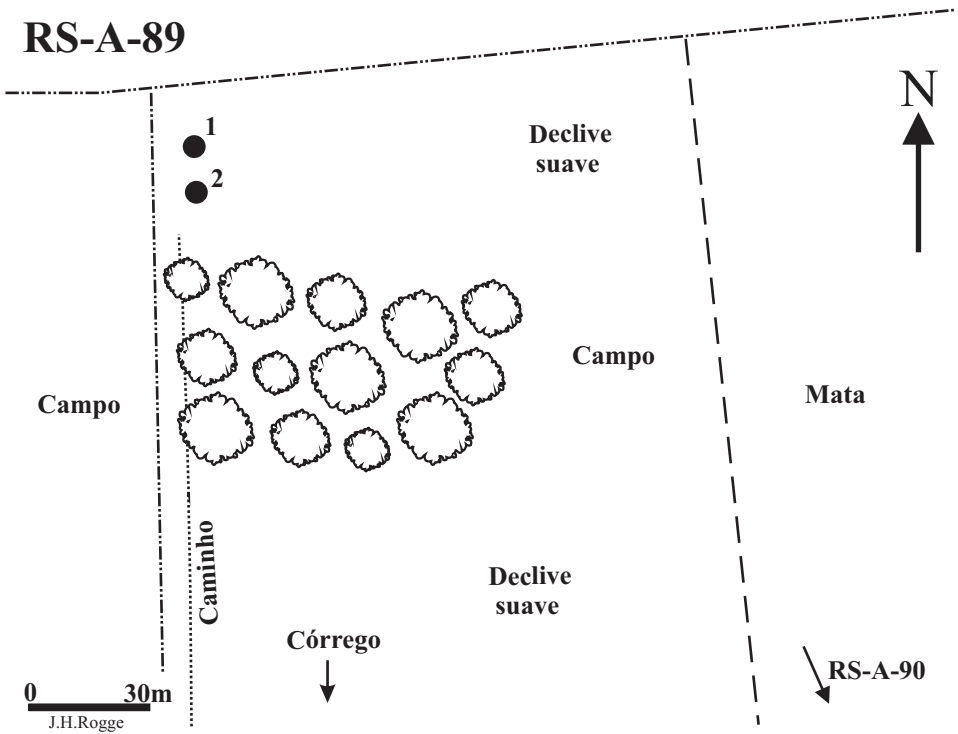 RS-A-89
N
1
2
Declive
suave
Campo
Campo
Mata
Caminho
Declive
suave
Córrego
RS-A-90
0 30m
J.H.Rogge